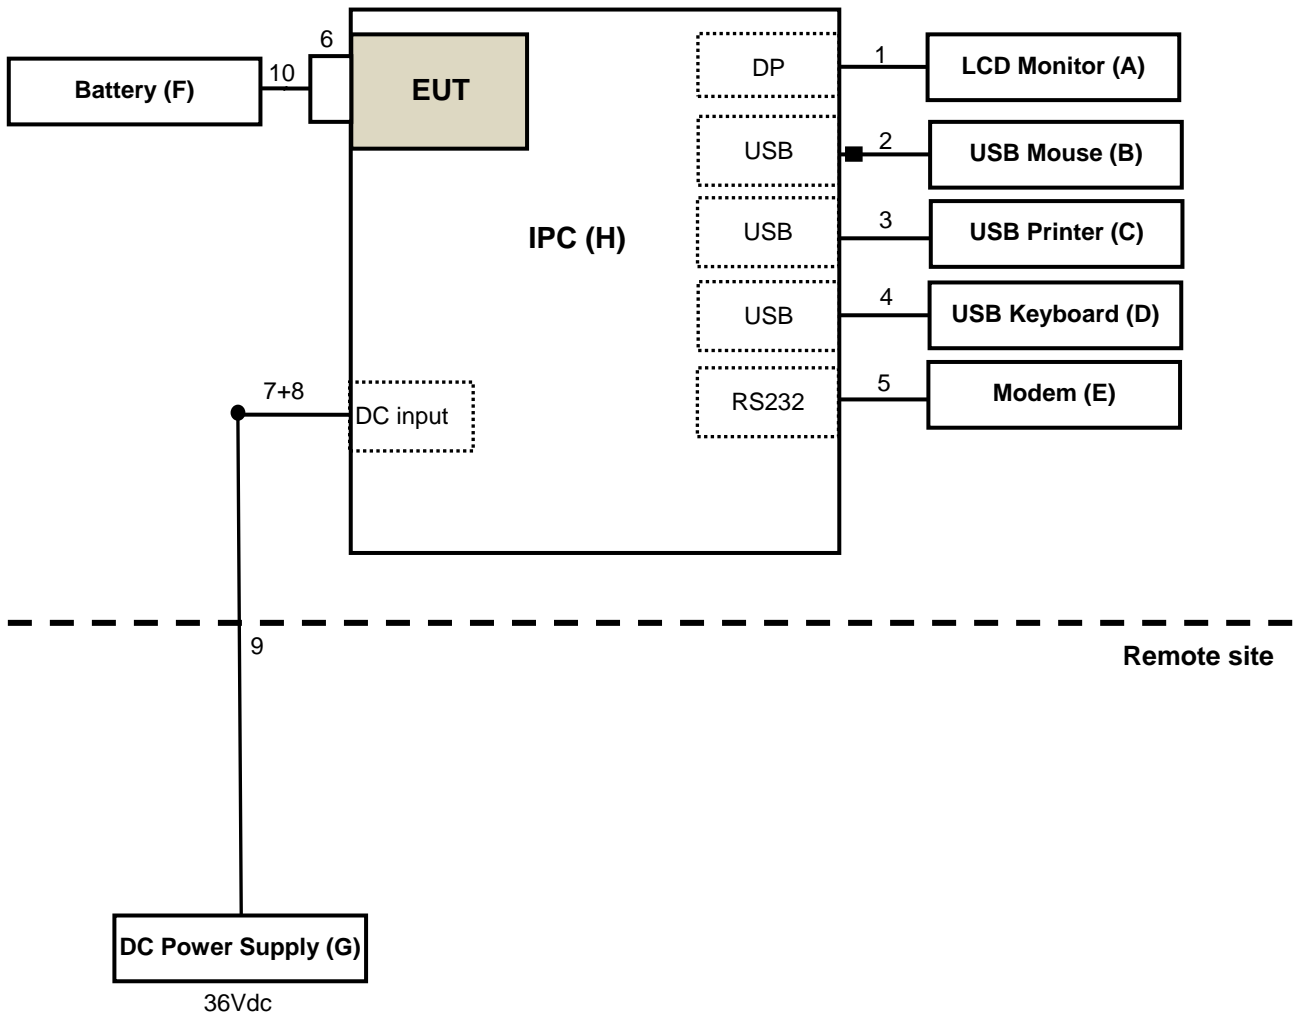 6
10
Battery (F)
EUT
DP
1
LCD Monitor (A)
USB
2
USB Mouse (B)
IPC (H)
USB
3
USB Printer (C)
USB
4
USB Keyboard (D)
7+8
DC input
RS232
5
Modem (E)
9
Remote site
DC Power Supply (G)
36Vdc